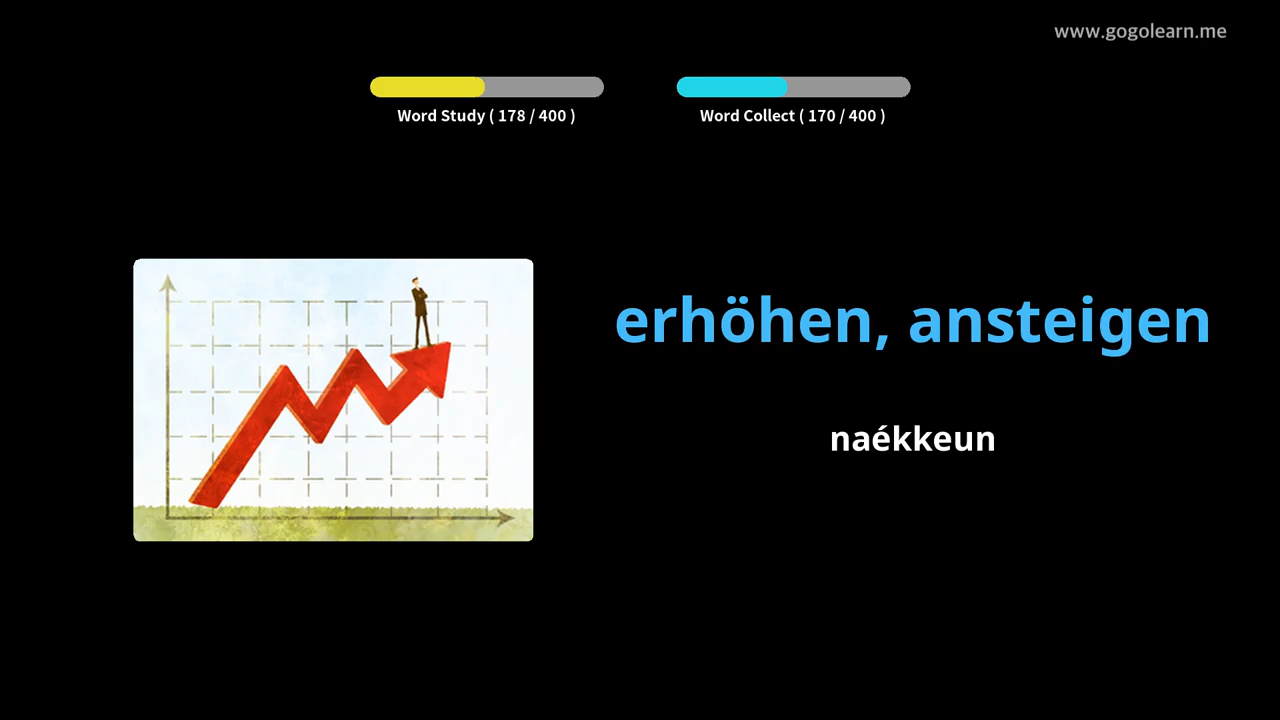 www.gogolearn.me
Word Study ( 178 / 400 )
Word Collect ( 170 / 400 )
erhöhen, ansteigen
naékkeun